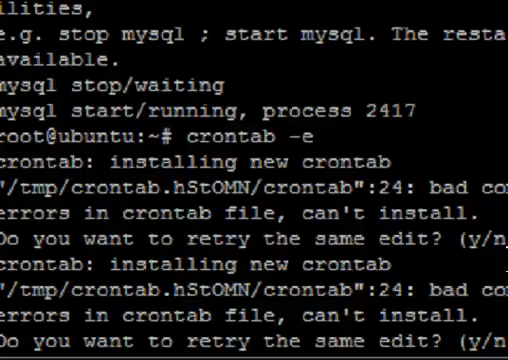 ilities,
e.g. stop mysql ; start mysql. The resta
available.
mysql stop/waiting
mysql start/running, process 2417
root@ubuntu:~# crontab -e
crontab: installing new crontab
"/tmp/crontab.hStOMN/crontab":24: bad co
errors in crontab file, can't install.
Do you want to retry the same edit? (y/n
crontab: installing new crontab
"/tmp/crontab.hStOMN/crontab":24: bad co
errors in crontab file, can't install.
Do you want to retry the same edit? (y/n